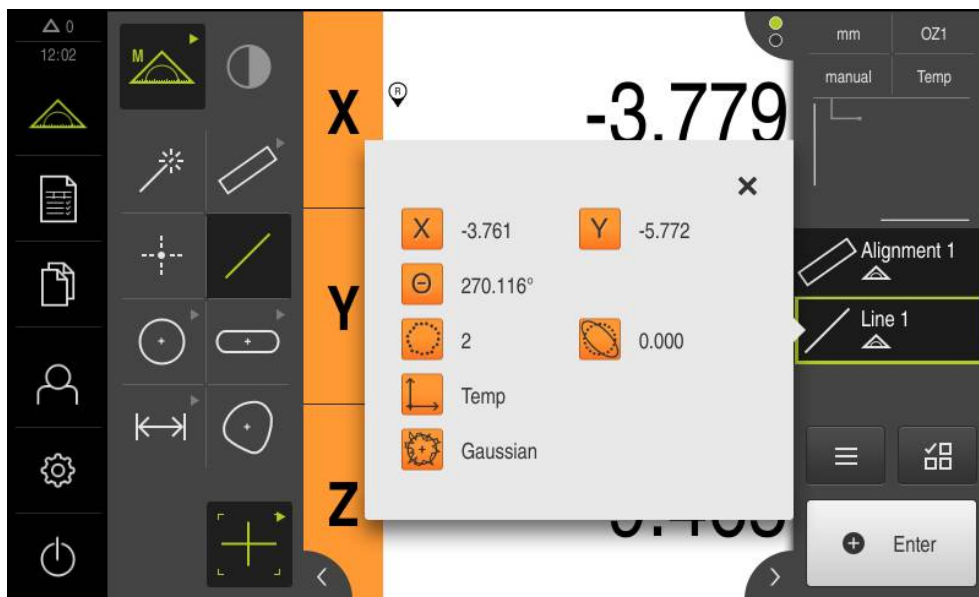 0
12:02
M
X
R
-3.779
Y
Z
X -3.761 Y -5.772
Θ 270.116°
2 0.000
Temp
Gaussian
mm OZ1
manual Temp
Alignment 1
Line 1
Enter